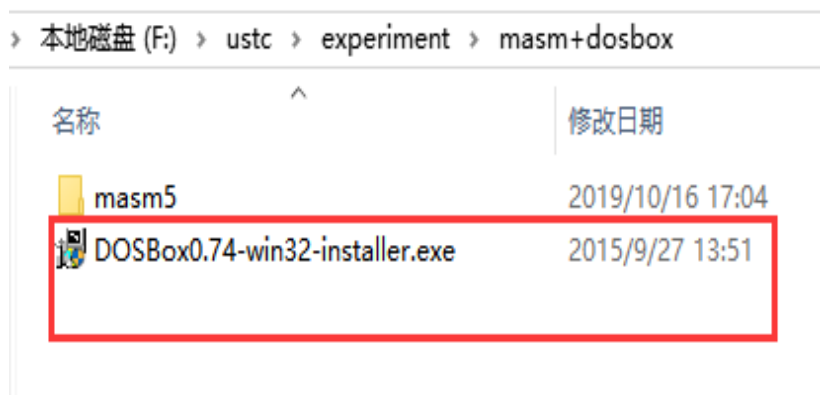 › 本地磁盘 (F:) › ustc › experiment › masm+dosbox
名称 修改日期
masm5 2019/10/16 17:04
DOSBox0.74-win32-installer.exe 2015/9/27 13:51